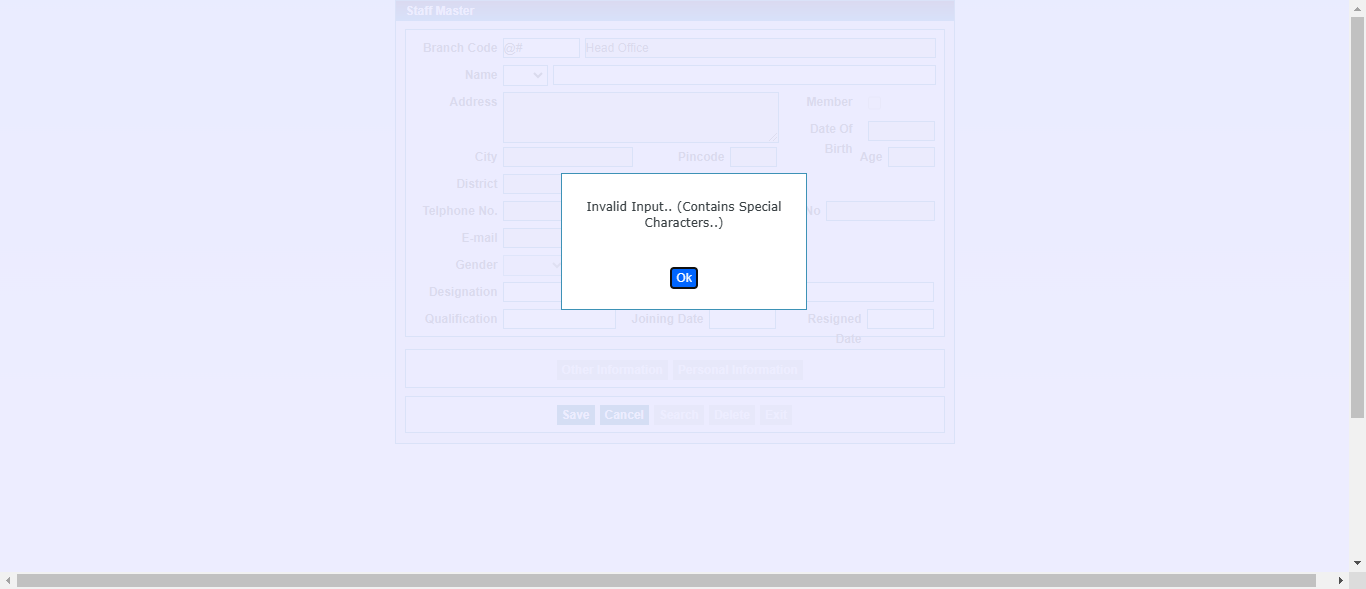 Staff Master
Branch Code @# Head Office
Name
Address
Member
Date Of Birth
City Pincode Age
District
Telphone No. No
E-mail
Gender
Invalid Input.. (Contains Special
Characters..)
Ok
Designation
Qualification Joining Date Resigned Date
Other Information Personal Information
Save Cancel Search Delete Exit